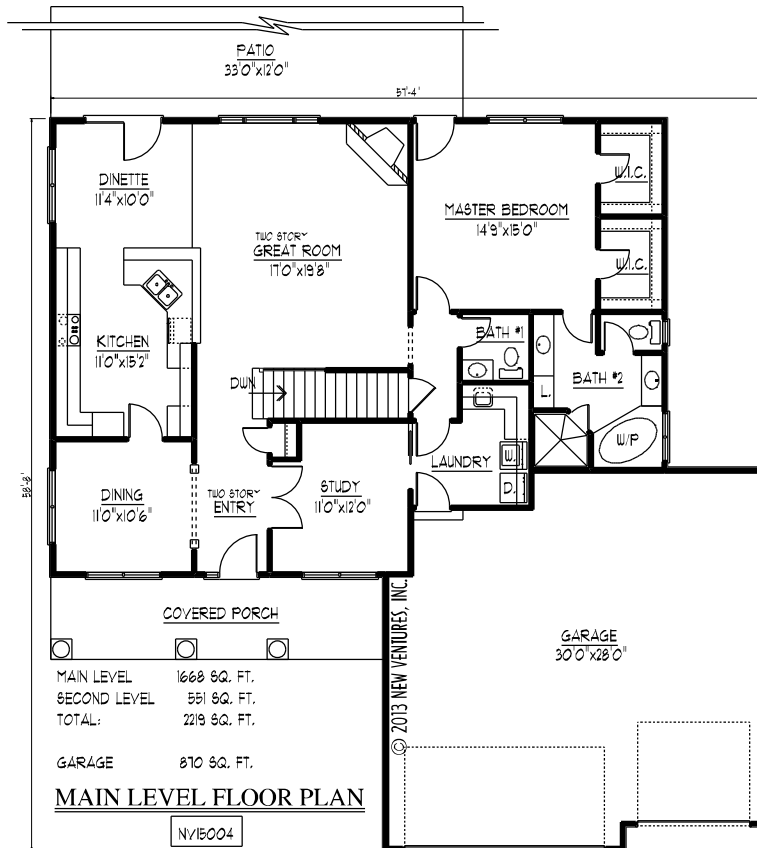 PATIO
33'0"x12'0"
57'-4"
DINETTE
11'4"x10'0"
TWO STORY
GREAT ROOM
17'0"x19'8"
MASTER BEDROOM
14'9"x15'0"
W.I.C.
W.I.C.
KITCHEN
11'0"x15'2"
BATH #1
BATH #2
L.
DWN
W/P
LAUNDRY
W.
D.
DINING
11'0"x10'6"
TWO STORY
ENTRY
STUDY
11'0"x12'0"
58'-8"
COVERED PORCH
GARAGE
30'0"x28'0"
© 2013 NEW VENTURES, INC.
MAIN LEVEL 1668 SQ. FT.
SECOND LEVEL 551 SQ. FT.
TOTAL: 2219 SQ. FT.
GARAGE 870 SQ. FT.
MAIN LEVEL FLOOR PLAN
NV15004